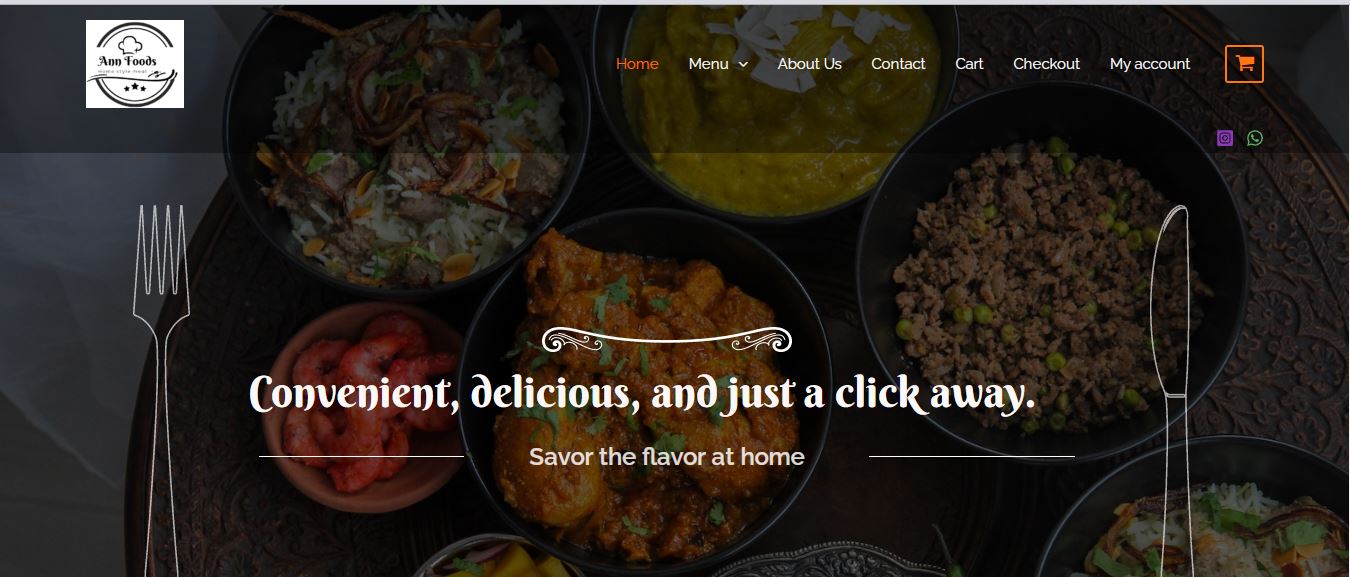 Ann Foods
Home style meal
Home Menu About Us Contact Cart Checkout My account
Convenient, delicious, and just a click away.
Savor the flavor at home